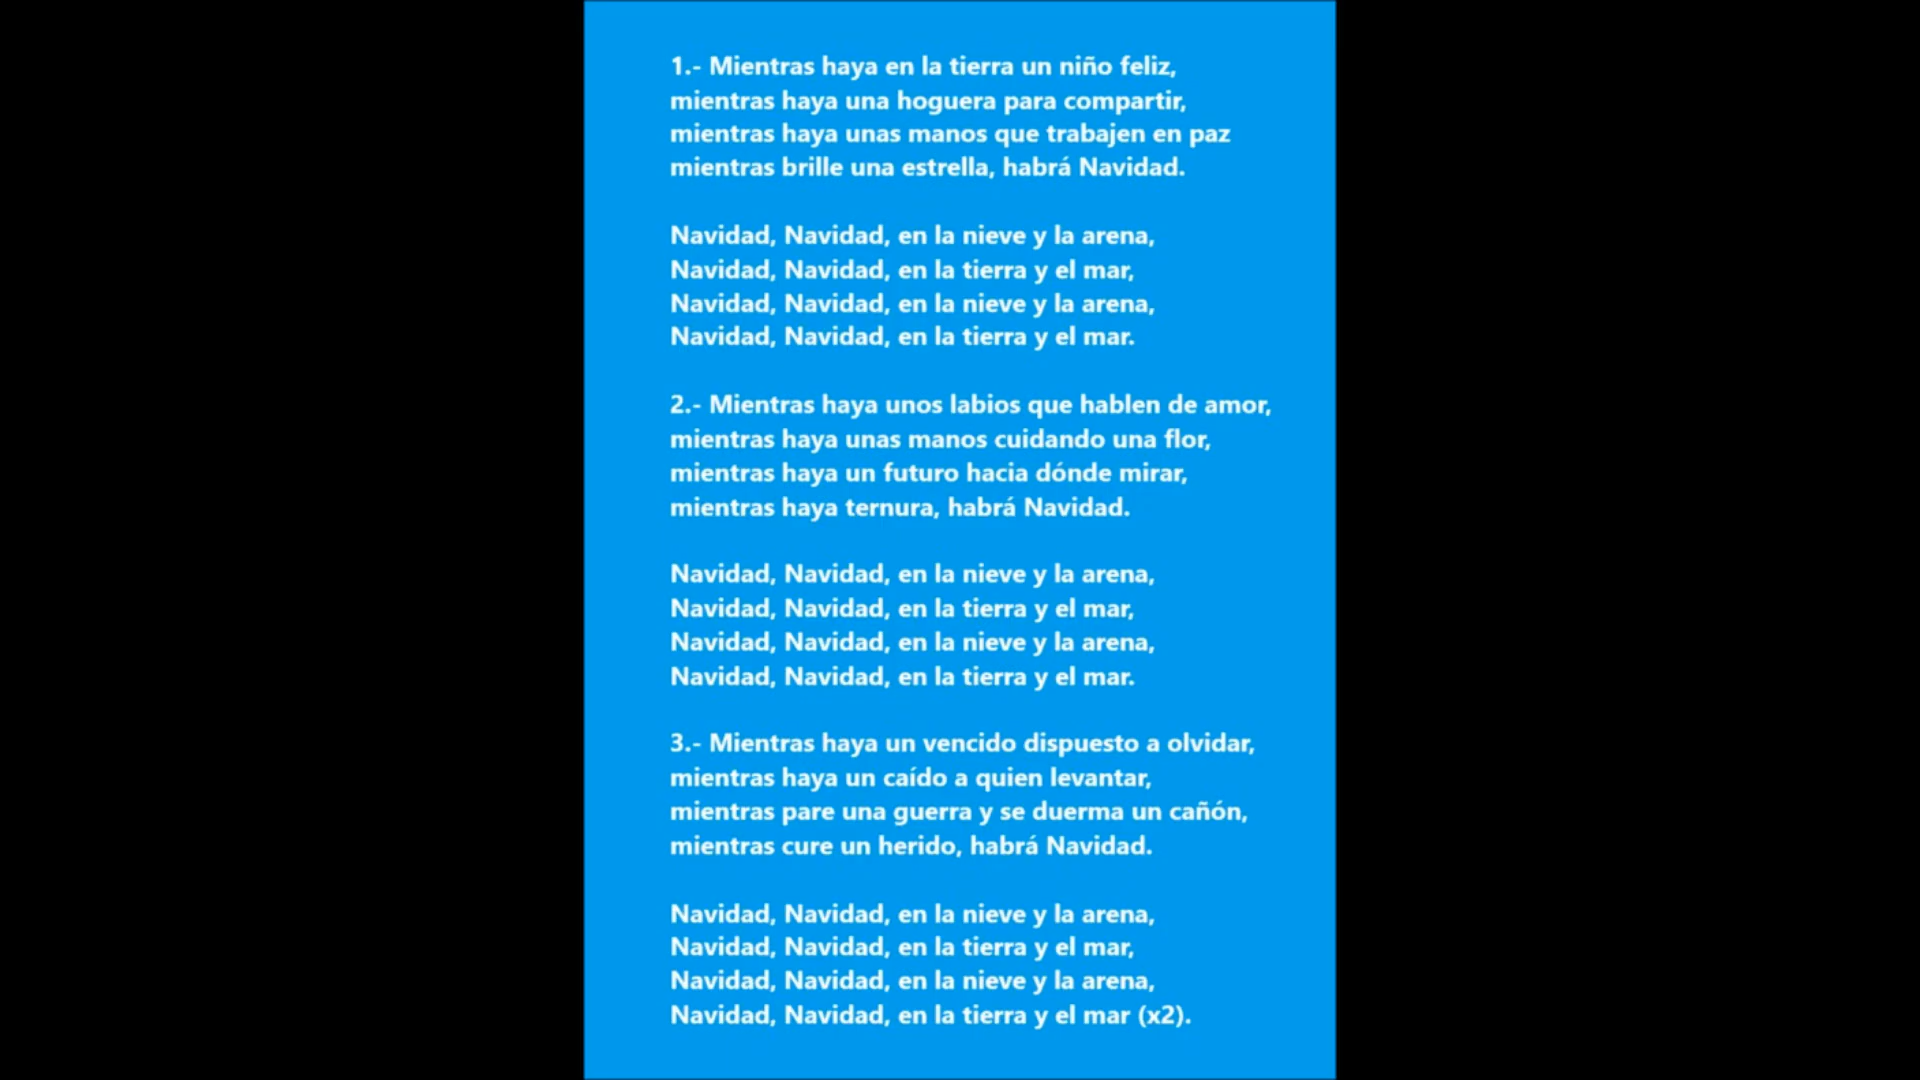 1.- Mientras haya en la tierra un niño feliz,
mientras haya una hoguera para compartir,
mientras haya unas manos que trabajen en paz
mientras brille una estrella, habrá Navidad.
Navidad, Navidad, en la nieve y la arena,
Navidad, Navidad, en la tierra y el mar,
Navidad, Navidad, en la nieve y la arena,
Navidad, Navidad, en la tierra y el mar.
2.- Mientras haya unos labios que hablen de amor,
mientras haya unas manos cuidando una flor,
mientras haya un futuro hacia dónde mirar,
mientras haya ternura, habrá Navidad.
Navidad, Navidad, en la nieve y la arena,
Navidad, Navidad, en la tierra y el mar,
Navidad, Navidad, en la nieve y la arena,
Navidad, Navidad, en la tierra y el mar.
3.- Mientras haya un vencido dispuesto a olvidar,
mientras haya un caído a quien levantar,
mientras pare una guerra y se duerma un cañón,
mientras cure un herido, habrá Navidad.
Navidad, Navidad, en la nieve y la arena,
Navidad, Navidad, en la tierra y el mar,
Navidad, Navidad, en la nieve y la arena,
Navidad, Navidad, en la tierra y el mar (x2).